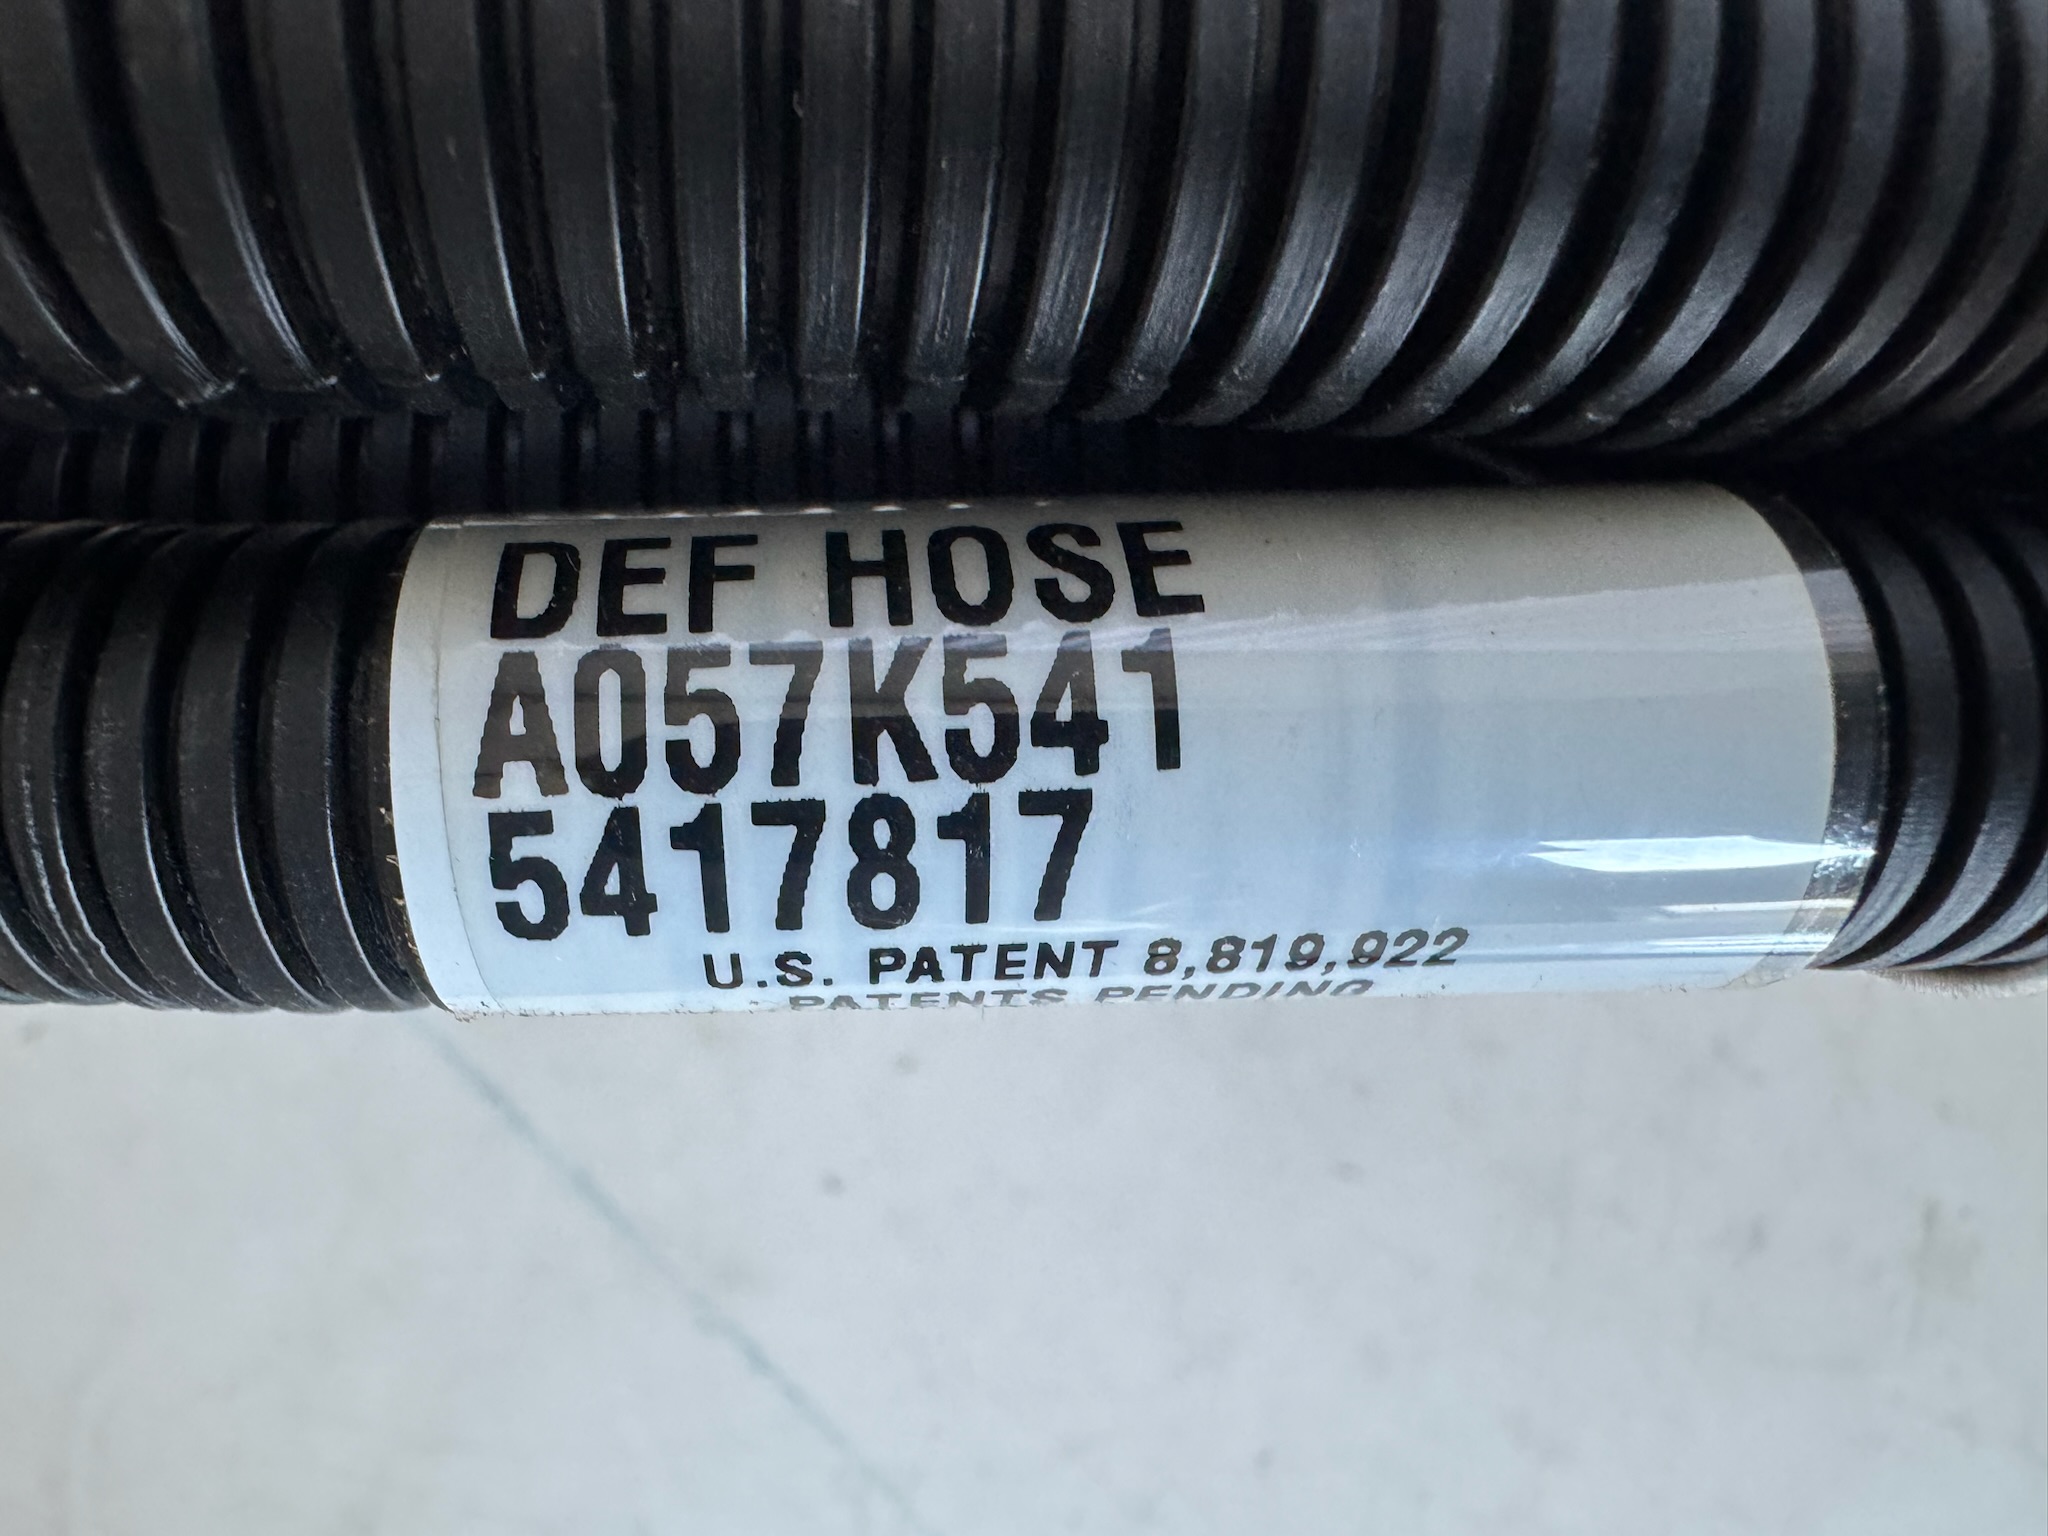 DEF HOSE
A057K541
5417817
U.S. PATENT 8,819,922
PATENTS PENDING